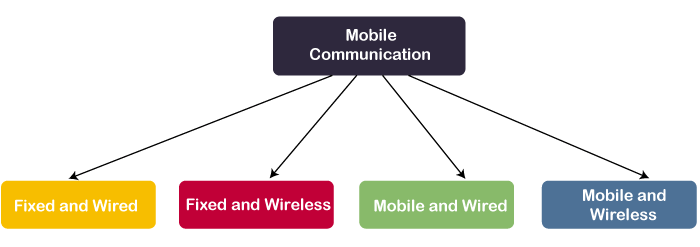 Mobile
Communication
Fixed and Wired
Fixed and Wireless
Mobile and Wired
Mobile and
Wireless